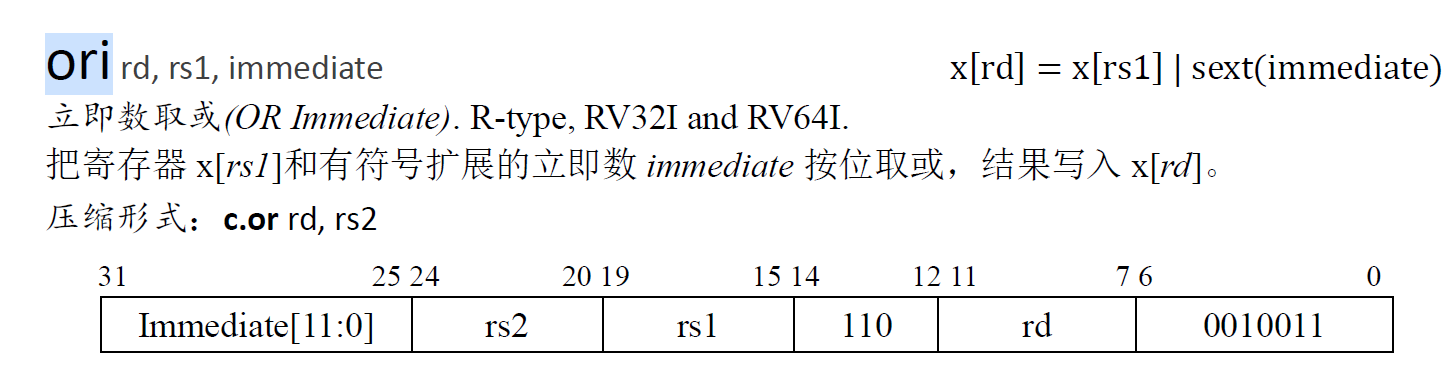 ori rd, rs1, immediate x[rd] = x[rs1] | sext(immediate)
立即数取或(OR Immediate). R-type, RV32I and RV64I.
把寄存器 x[rs1]和有符号扩展的立即数 immediate 按位取或，结果写入 x[rd]。
压缩形式：c.or rd, rs2
31 25 24 20 19 15 14 12 11 7 6 0
Immediate[11:0] rs2 rs1 110 rd 0010011